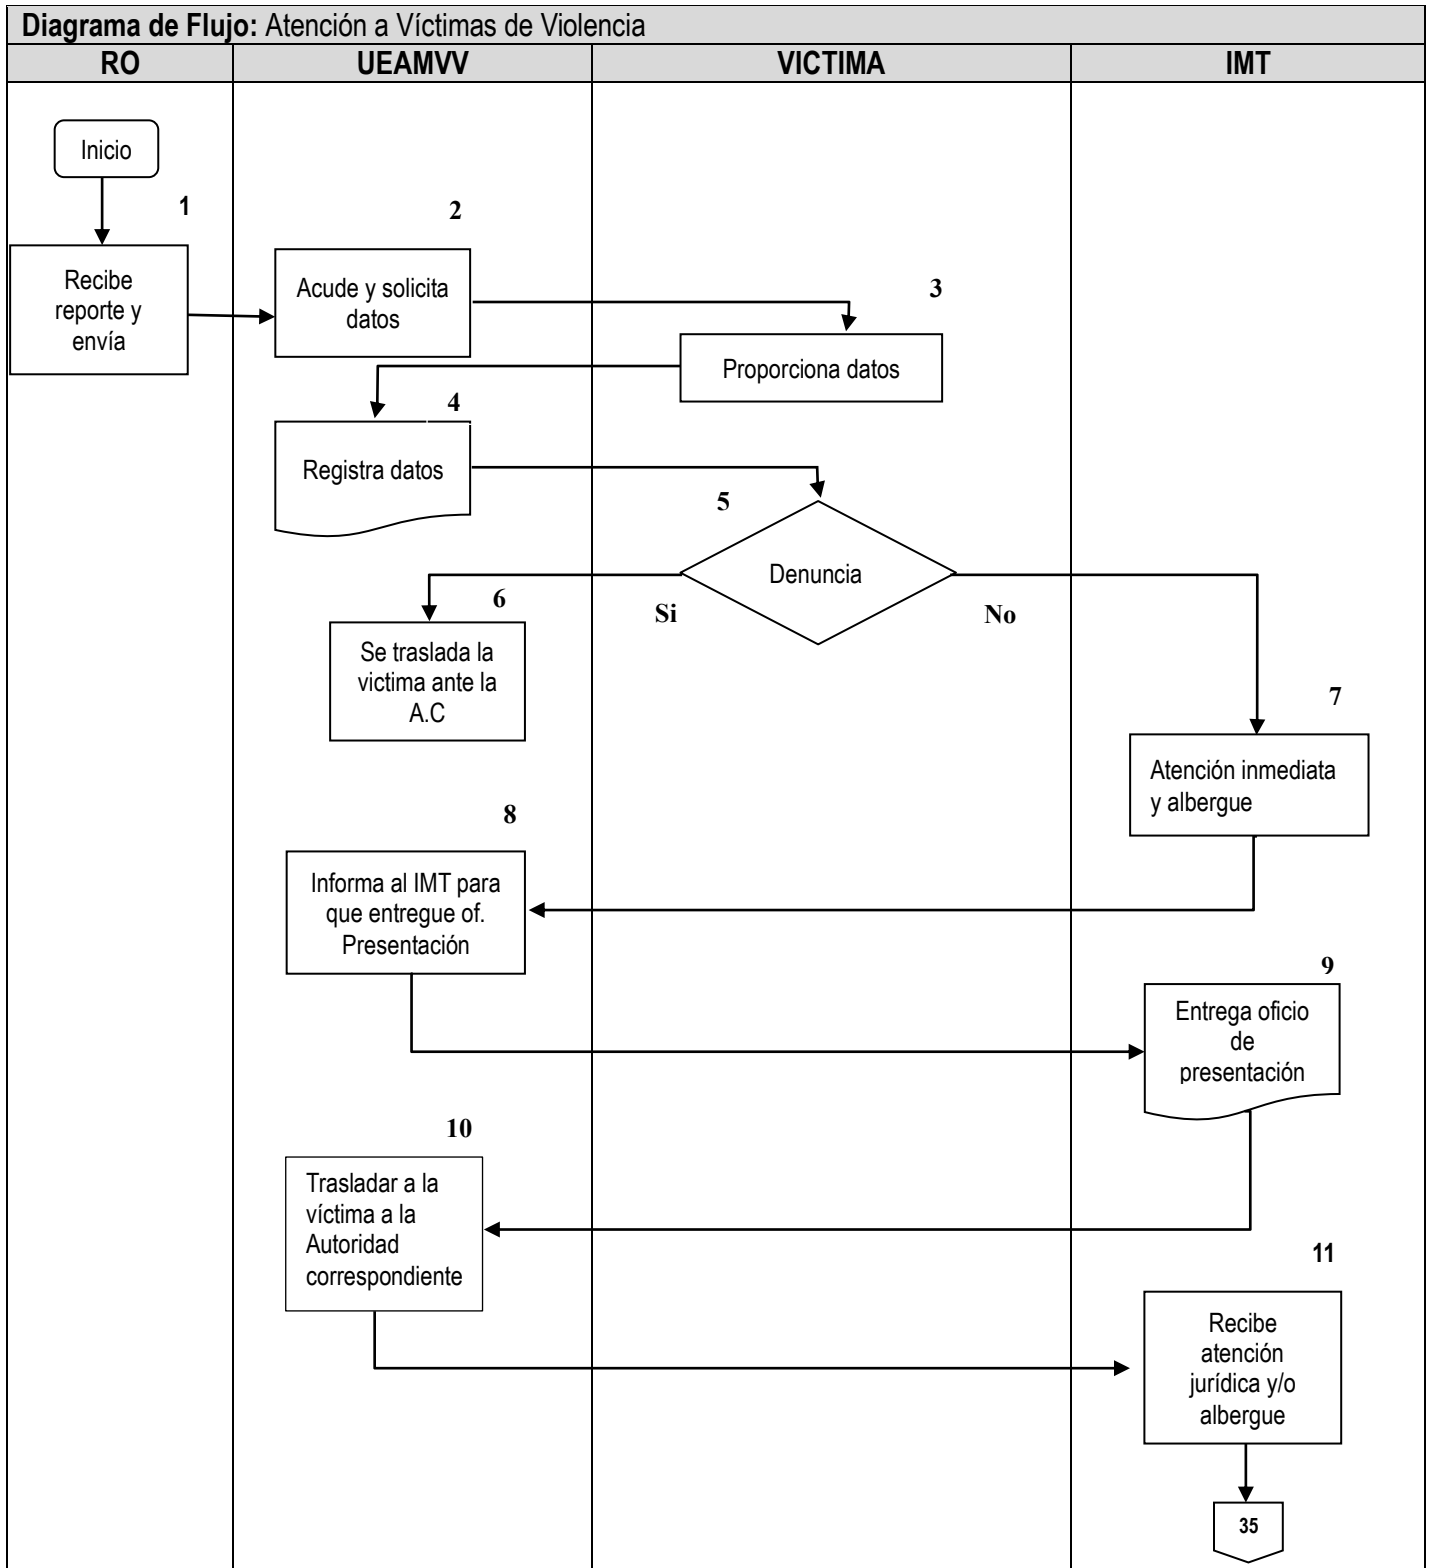 Diagrama de Flujo: Atención a Víctimas de Violencia
RO
UEAMVV
VICTIMA
IMT
Inicio
1
Recibe
reporte y
envía
2
Acude y solicita
datos
3
Proporciona datos
4
Registra datos
5
Denuncia
Si
No
6
Se traslada la
victima ante la
A.C
7
Atención inmediata
y albergue
8
Informa al IMT para
que entregue of.
Presentación
9
Entrega oficio
de
presentación
10
Trasladar a la
víctima a la
Autoridad
correspondiente
11
Recibe
atención
jurídica y/o
albergue
35